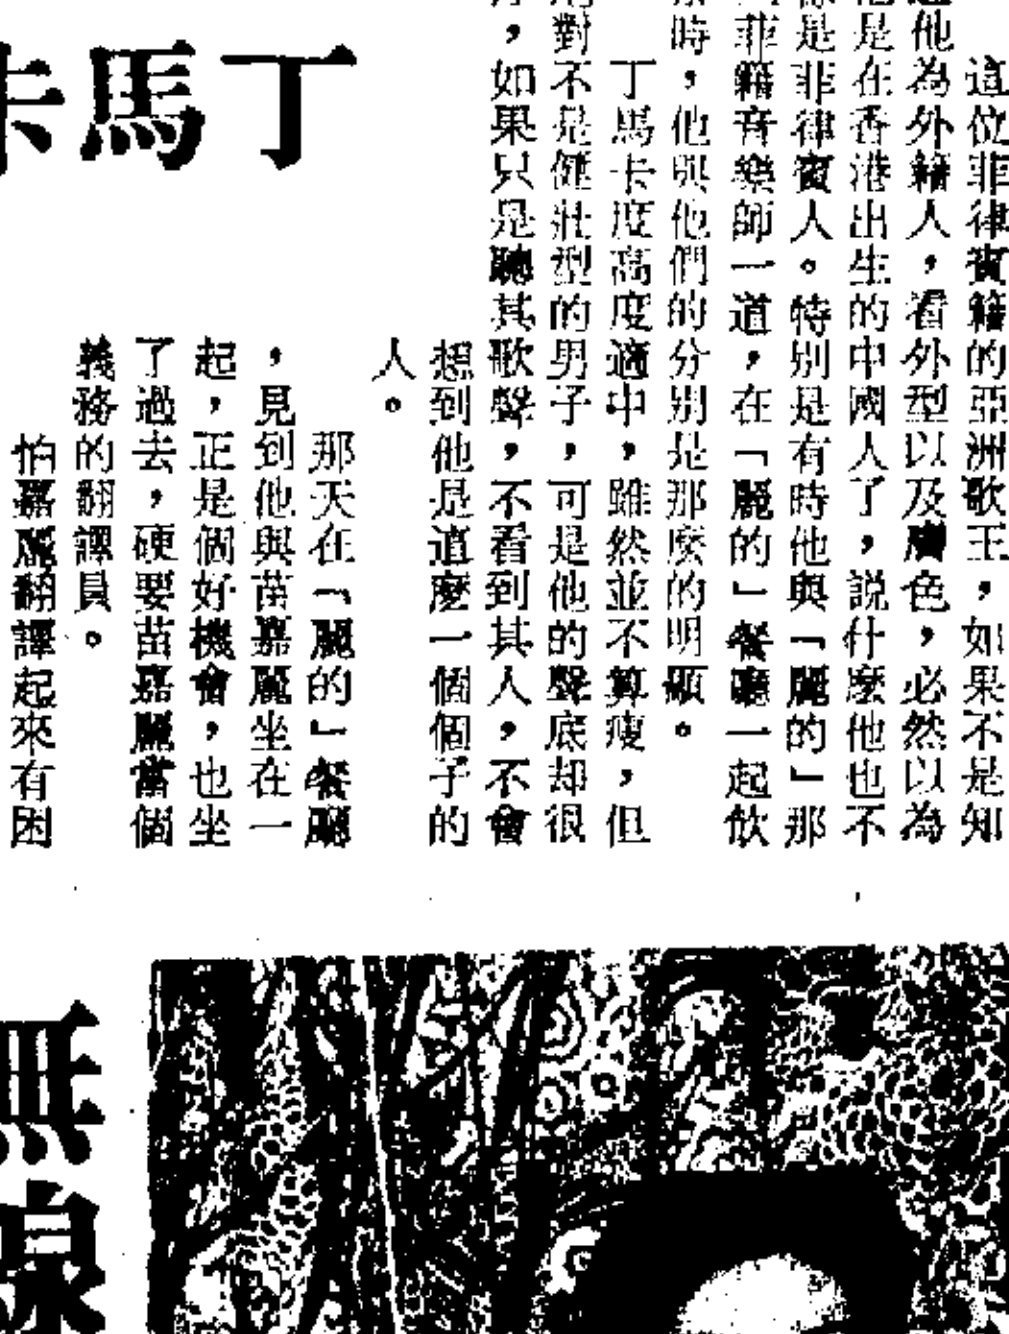 丁馬卡
這位菲律賓籍的亞洲歌王，如果不是知
他為外籍人，看外型以及膚色，必然以為
是在香港出生的中國人了，説什麼他也不
是菲律賓人。特別是有時他與「麗的」那
菲籍音樂師一道，在「麗的」餐廳一起飲
時，他與他們的分別是那麼的明顯。
丁馬卡度高度適中，雖然並不算瘦，但
對不是健壯型的男子，可是他的聲底却很
，如果只是聽其歌聲，不看到其人，不會
想到他是這麼一個個子的
人。
那天在「麗的」餐廳
，見到他與苗嘉麗坐在一
起，正是個好機會，也坐
了過去，硬要苗嘉麗當個
義務的翻譯員。
怕嘉麗翻譯起來有困
無線